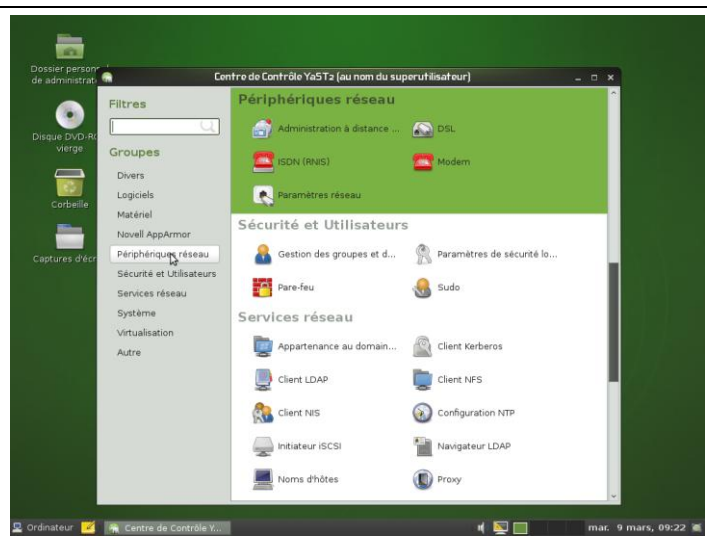 Dossier person
de administrat
Disque DVD-RO
vierge
Corbeille
Captures d'écr
Centre de Contrôle YaST2 (au nom du superutilisateur)
Filtres
Groupes
Divers
Logiciels
Matériel
Novell AppArmor
Périphériques réseau
Sécurité et Utilisateurs
Services réseau
Système
Virtualisation
Autre
Périphériques réseau
Administration à distance ...
DSL
ISDN (RNIS)
Modem
Paramètres réseau
Sécurité et Utilisateurs
Gestion des groupes et d...
Paramètres de sécurité lo...
Pare-feu
Sudo
Services réseau
Appartenance au domain...
Client Kerberos
Client LDAP
Client NFS
Client NIS
Configuration NTP
Initiateur iSCSI
Navigateur LDAP
Noms d'hôtes
Proxy
Ordinateur
Centre de Contrôle Y...
mar. 9 mars, 09:22